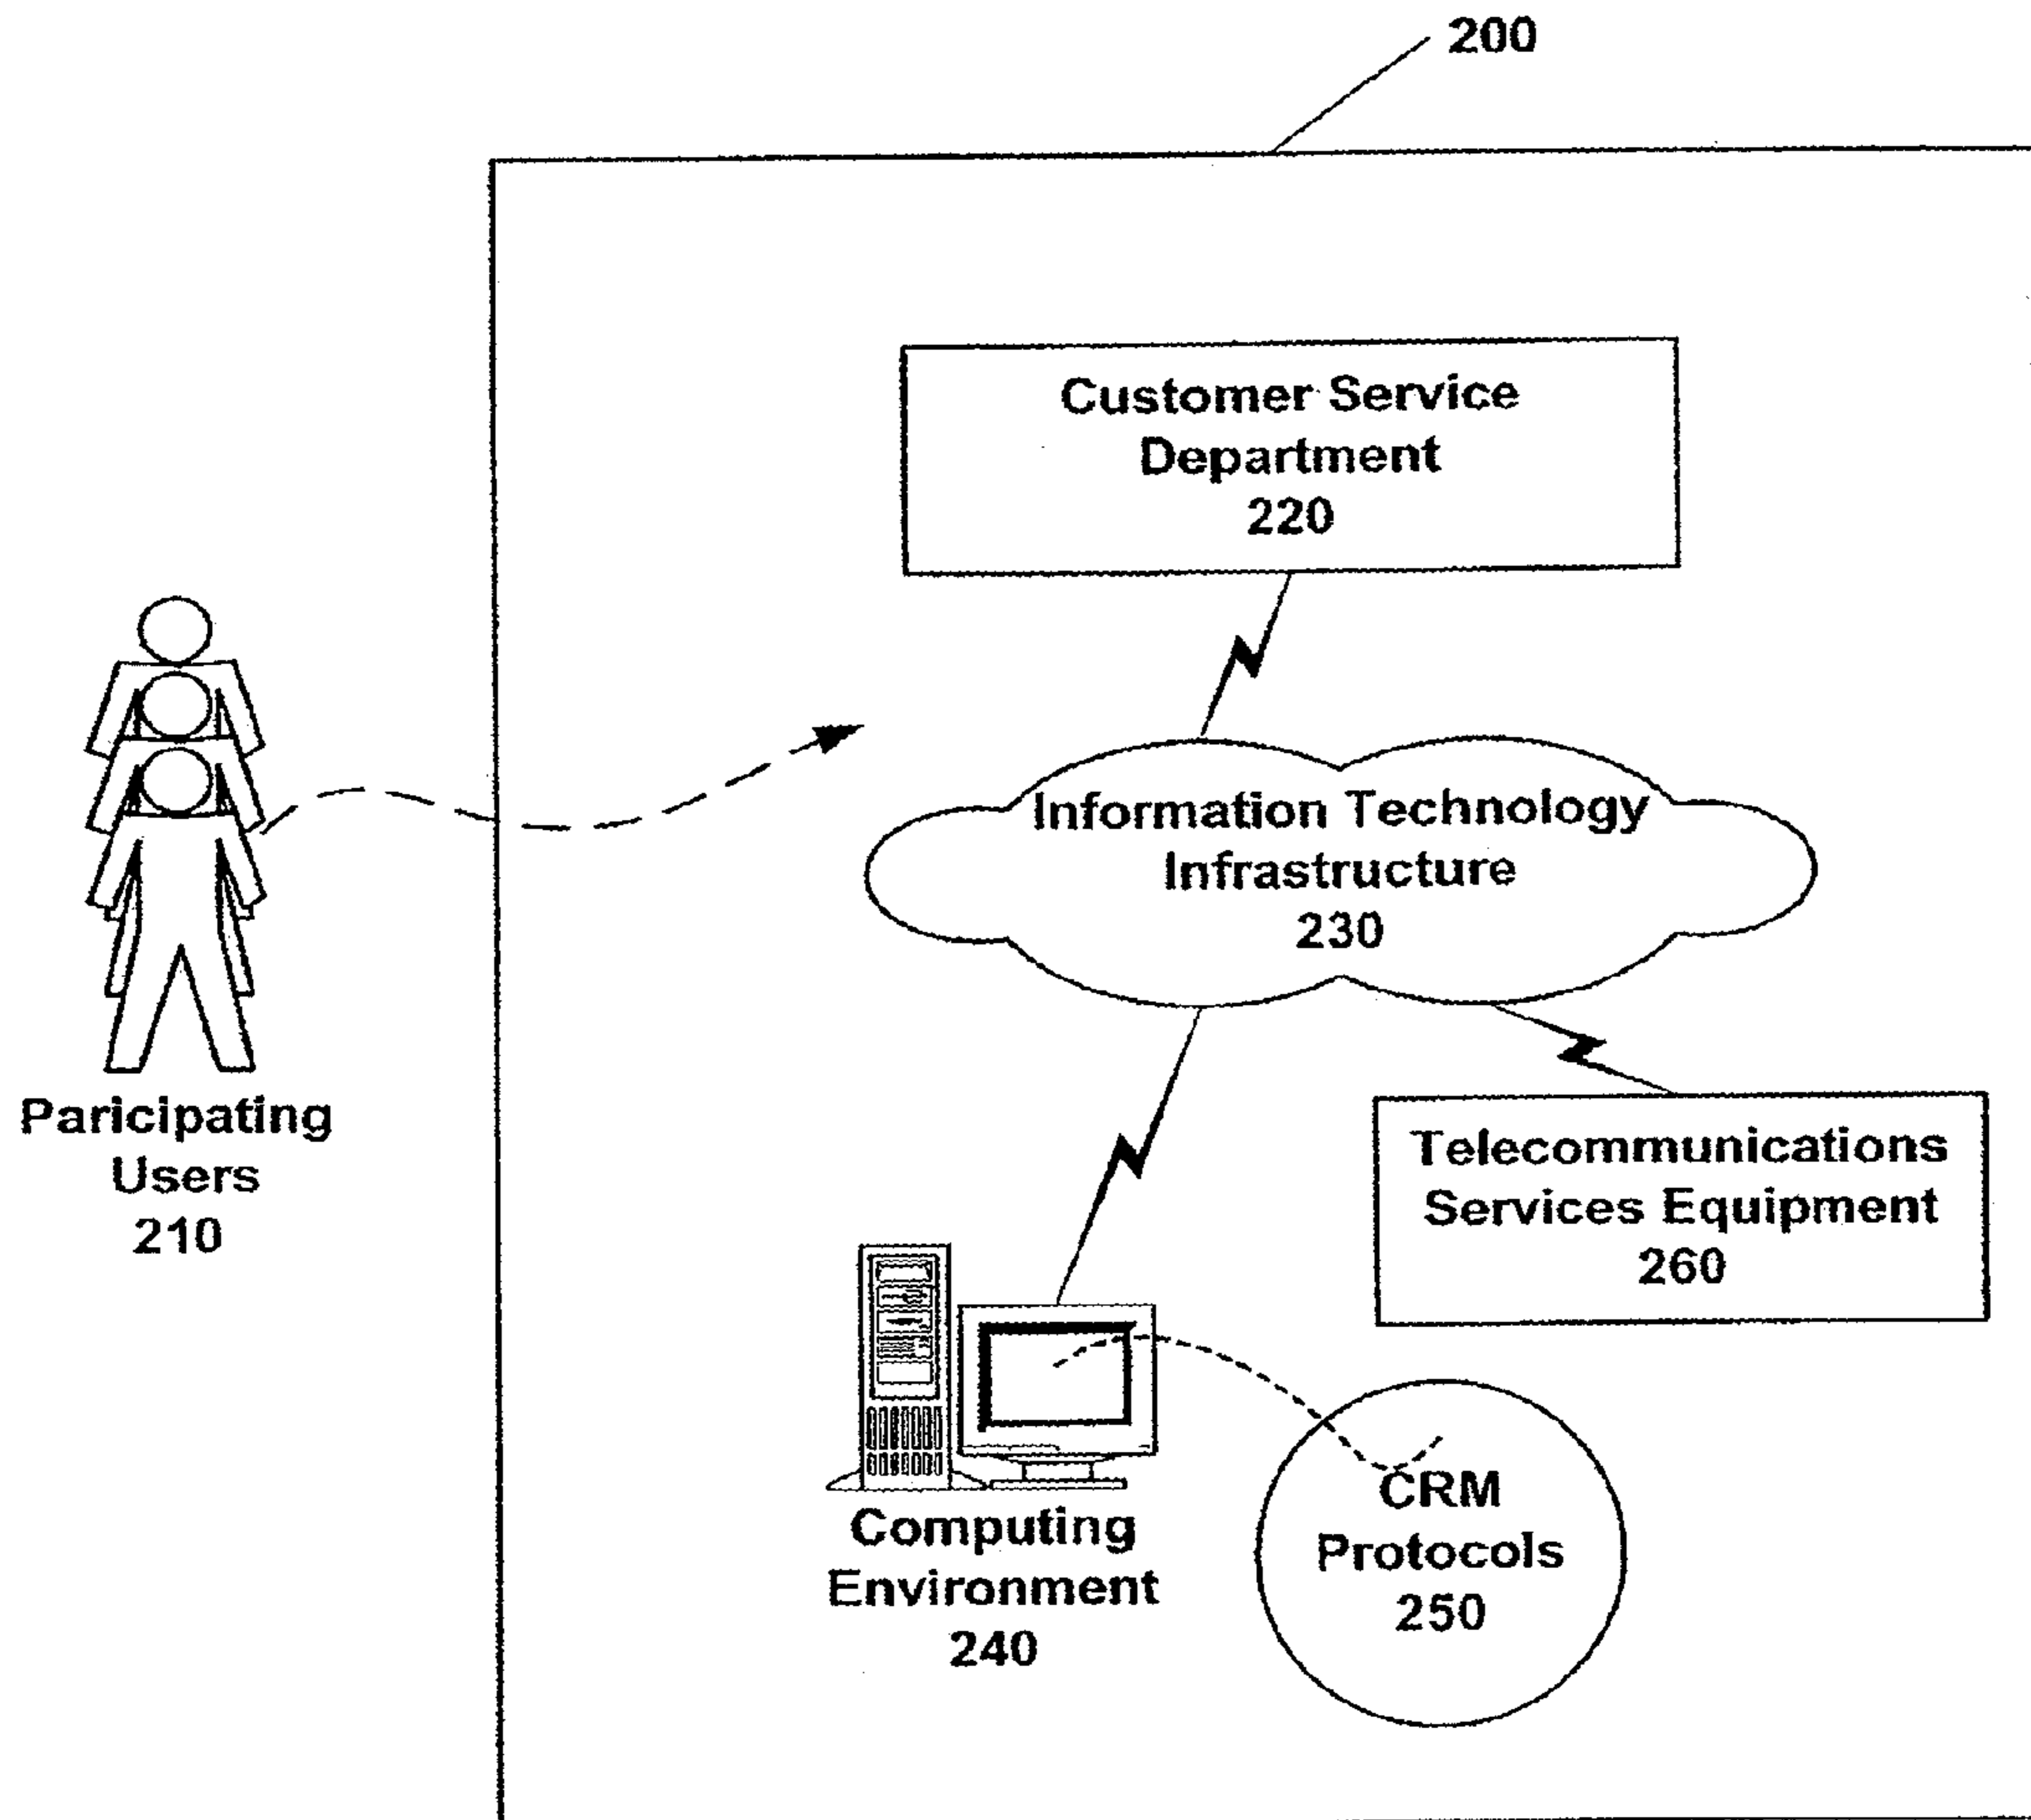 200
Customer Service
Department
220
Information Technology
Infrastructure
230
Paricipating
Users
210
Telecommunications
Services Equipment
260
Computing
Environment
240
CRM
Protocols
250